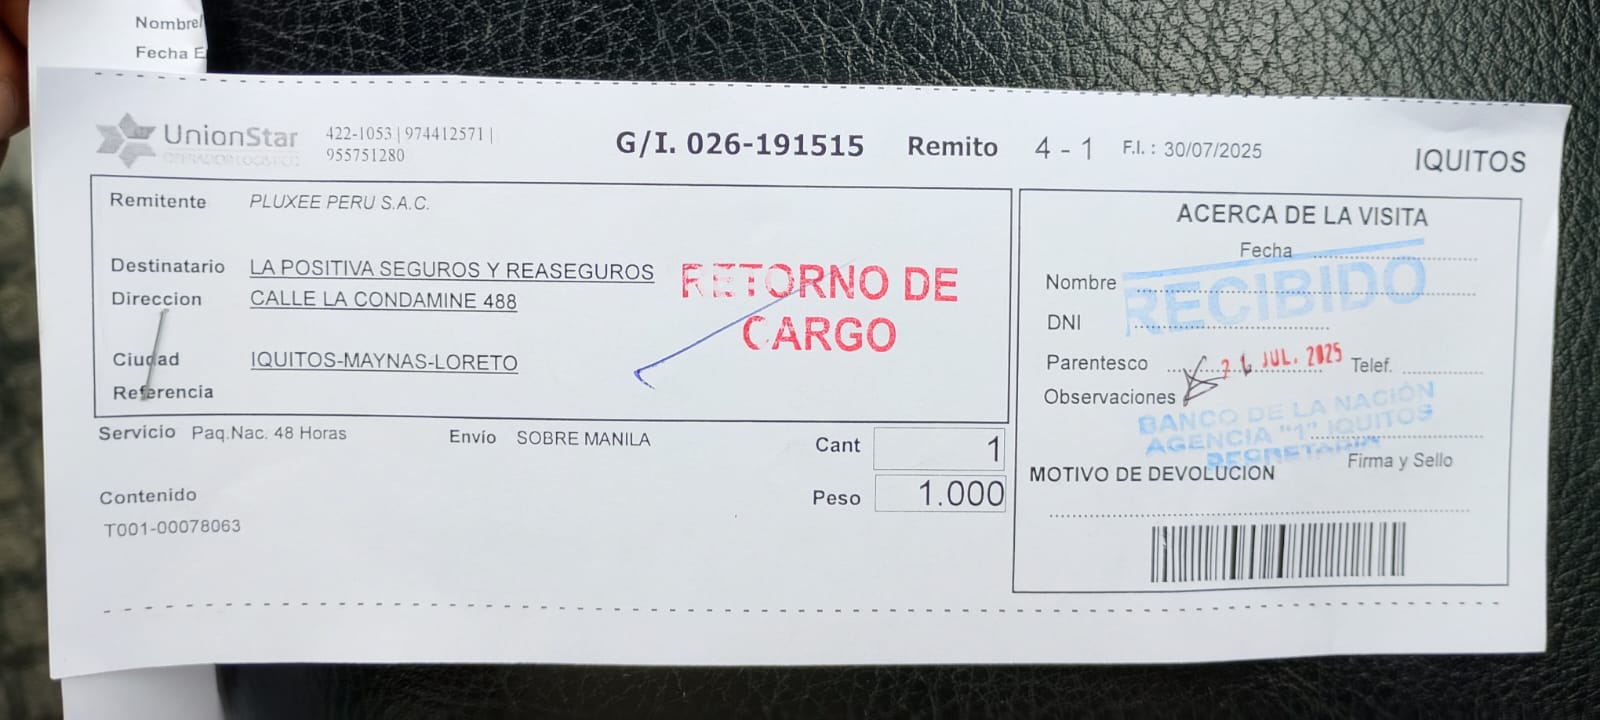 Nombre/
Fecha E
UnionStar
OPERADOR LOGISTICO
422-1053 | 974412571 |
955751280
G/I. 026-191515 Remito 4 - 1 F.I. : 30/07/2025
IQUITOS
Remitente PLUXEE PERU S.A.C.
Destinatario LA POSITIVA SEGUROS Y REASEGUROS
Direccion CALLE LA CONDAMINE 488
Ciudad IQUITOS-MAYNAS-LORETO
Referencia
RETORNO DE
CARGO
Servicio Paq.Nac. 48 Horas Envío SOBRE MANILA
Cant 1
Peso 1.000
Contenido
T001-00078063
ACERCA DE LA VISITA
Fecha
Nombre
RECIBIDO
DNI
Parentesco JUL. 2025 Telef.
Observaciones
BANCO DE LA NACIÓN
AGENCIA "1" IQUITOS
SECRETARIA
Firma y Sello
MOTIVO DE DEVOLUCION